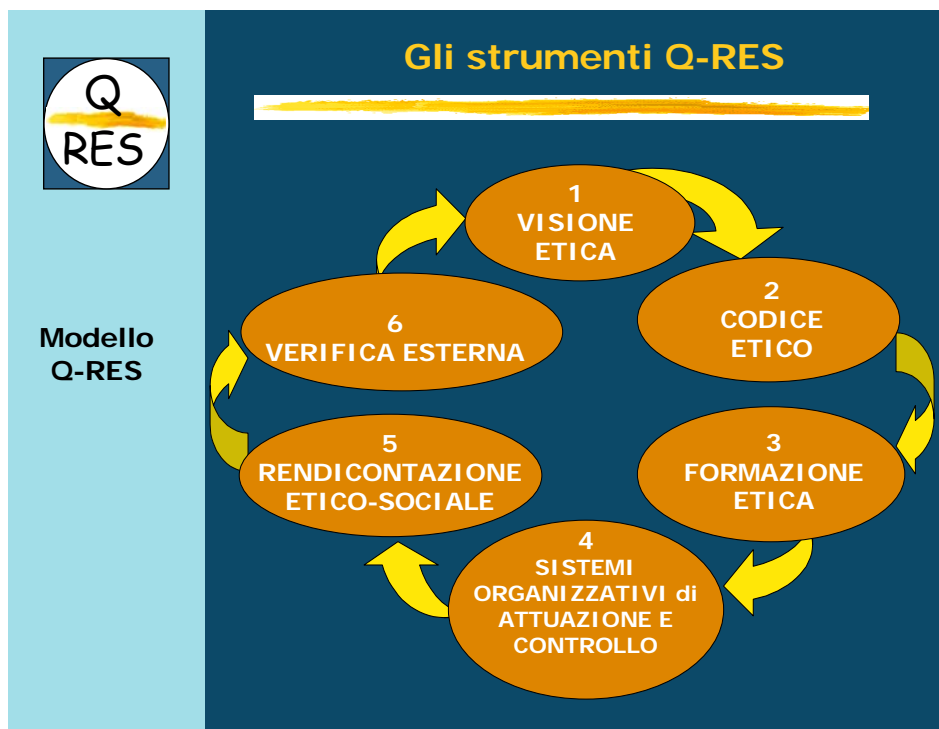 Gli strumenti Q-RES
Q
RES
Modello
Q-RES
1
VISIONE
ETICA
2
CODICE
ETICO
3
FORMAZIONE
ETICA
4
SISTEMI
ORGANIZZATIVI di
ATTUAZIONE E
CONTROLLO
5
RENDICONTAZIONE
ETICO-SOCIALE
6
VERIFICA ESTERNA